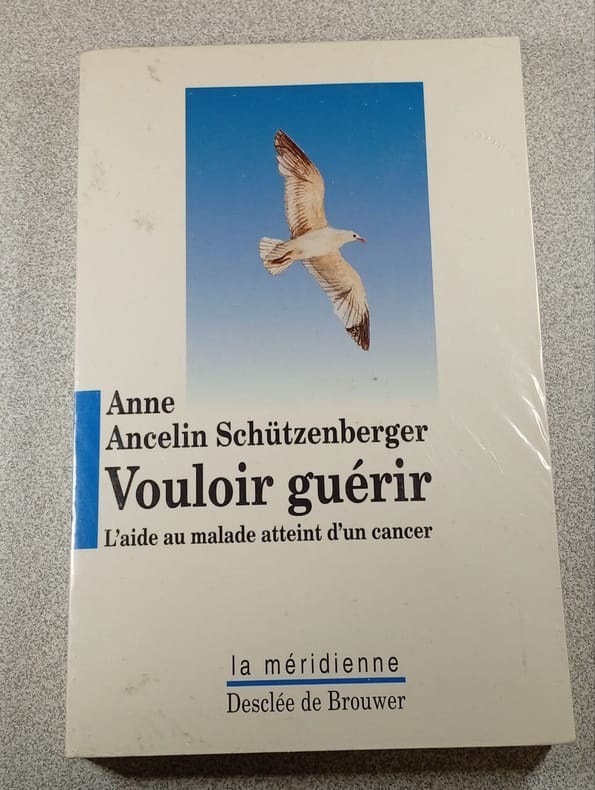 Anne
Ancelin Schützenberger
Vouloir guérir
L'aide au malade atteint d'un cancer
la méridienne
Desclée de Brouwer